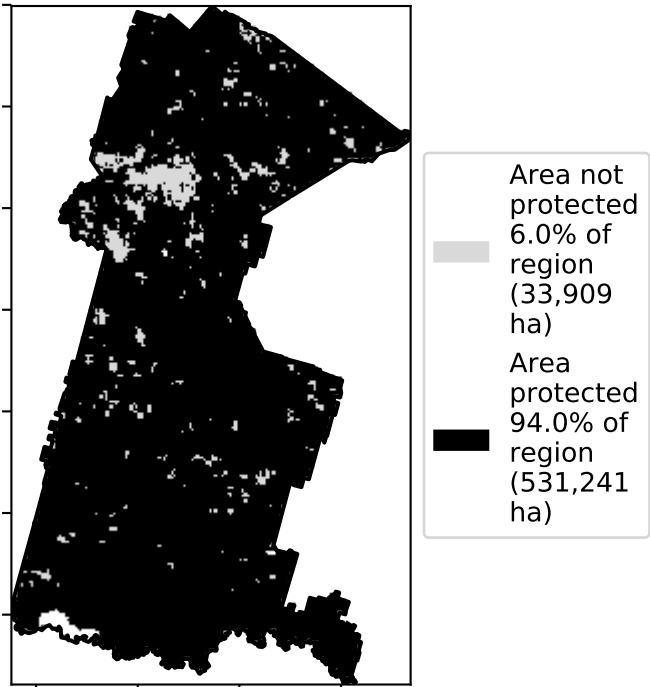 Area not
protected
6.0% of
region
(33,909
ha)
Area
protected
94.0% of
region
(531,241
ha)